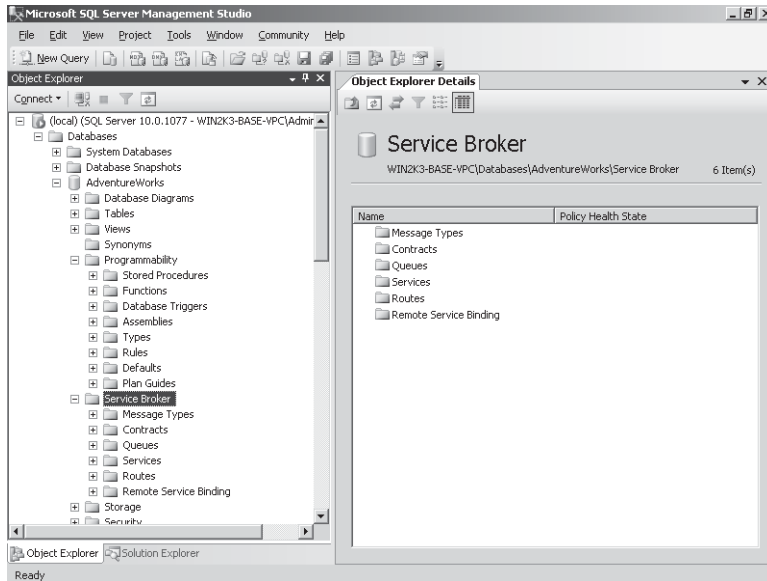 Microsoft SQL Server Management Studio
File Edit View Project Tools Window Community Help
New Query
Object Explorer
Connect
(local) (SQL Server 10.0.1077 - WIN2K3-BASE-VPC\Admir
Databases
System Databases
Database Snapshots
AdventureWorks
Database Diagrams
Tables
Views
Synonyms
Programmability
Stored Procedures
Functions
Database Triggers
Assemblies
Types
Rules
Defaults
Plan Guides
Service Broker
Message Types
Contracts
Queues
Services
Routes
Remote Service Binding
Storage
Security
Object Explorer Solution Explorer
Object Explorer Details
Service Broker
WIN2K3-BASE-VPC\Databases\AdventureWorks\Service Broker 6 Item(s)
Name Policy Health State
Message Types
Contracts
Queues
Services
Routes
Remote Service Binding
Ready